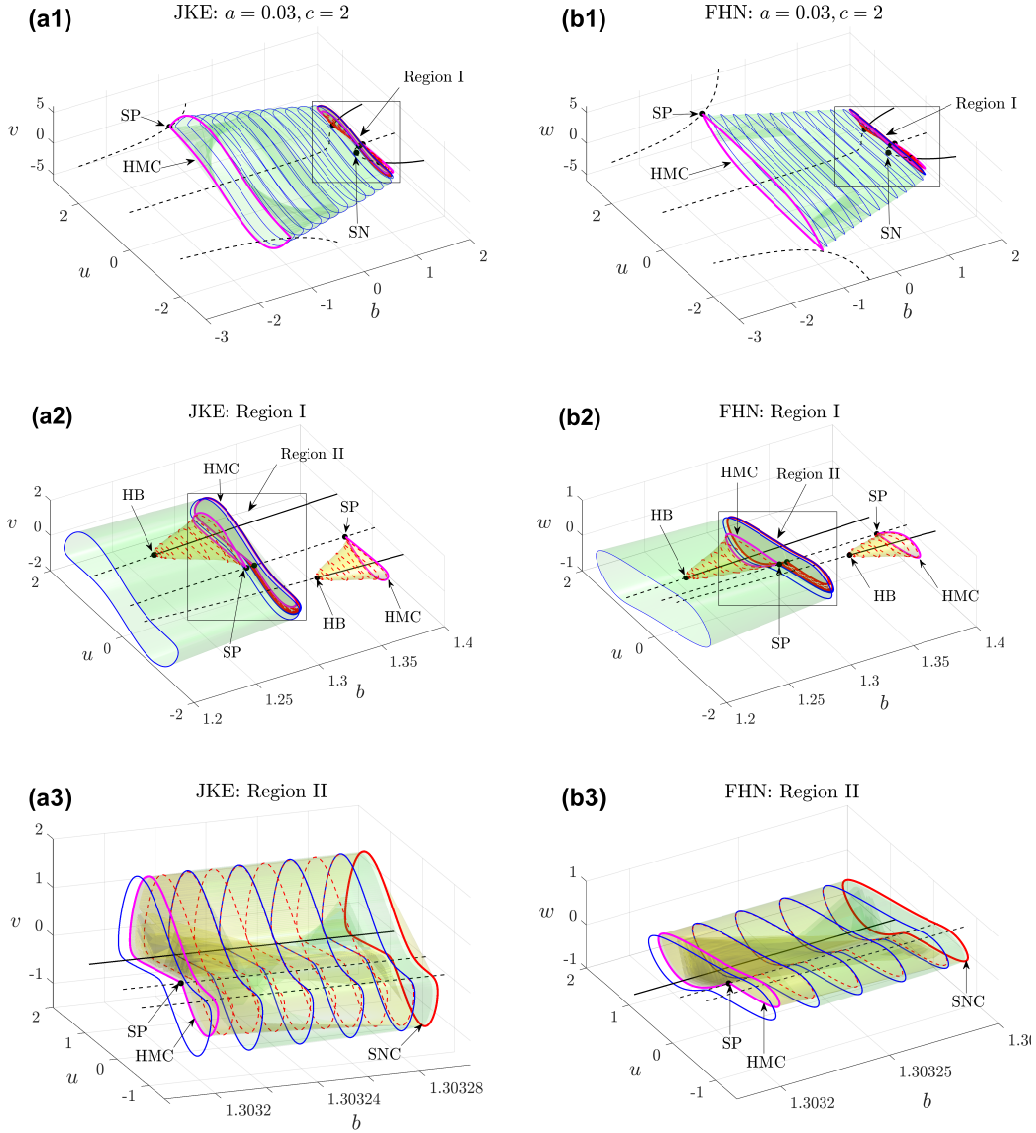 (a1)
JKE: a = 0.03, c = 2
SP
HMC
Region I
SN
v
5
0
-5
u
2
0
-2
b
-3
-2
-1
0
1
2
(b1)
FHN: a = 0.03, c = 2
SP
HMC
Region I
SN
w
5
0
-5
u
2
0
-2
b
-3
-2
-1
0
1
2
(a2)
JKE: Region I
HMC
Region II
HB
SP
SP
HB
HMC
v
2
0
-2
u
2
0
-2
b
1.2
1.25
1.3
1.35
1.4
(b2)
FHN: Region I
HMC
Region II
HB
SP
SP
HB
HMC
w
1
0
-1
u
2
0
-2
b
1.2
1.25
1.3
1.35
1.4
(a3)
JKE: Region II
SP
HMC
SNC
v
2
1
0
-1
-2
u
2
1
0
-1
b
1.3032
1.30324
1.30328
(b3)
FHN: Region II
SP
HMC
SNC
w
1
0
-1
u
2
1
0
-1
b
1.3032
1.30325
1.30